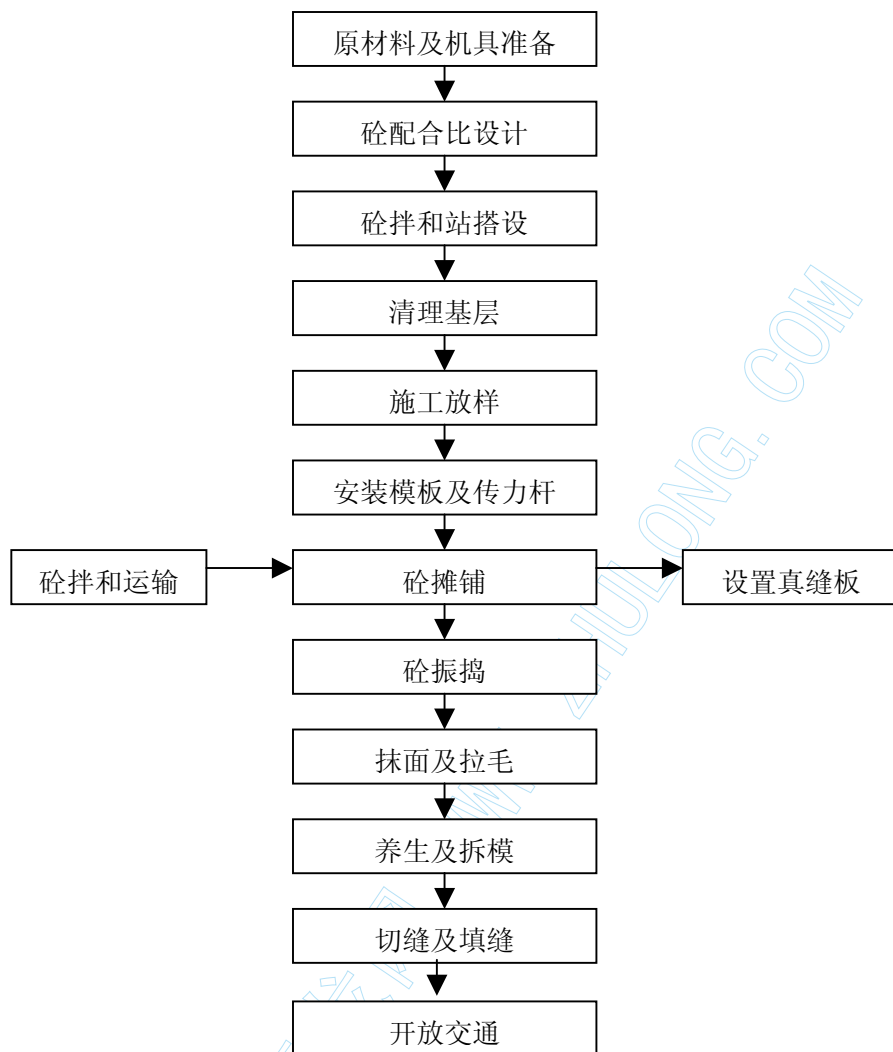 原材料及机具准备
砼配合比设计
砼拌和站搭设
清理基层
施工放样
安装模板及传力杆
砼拌和运输
砼摊铺
设置真缝板
砼振捣
抹面及拉毛
养生及拆模
切缝及填缝
开放交通
ZHULONG.COM